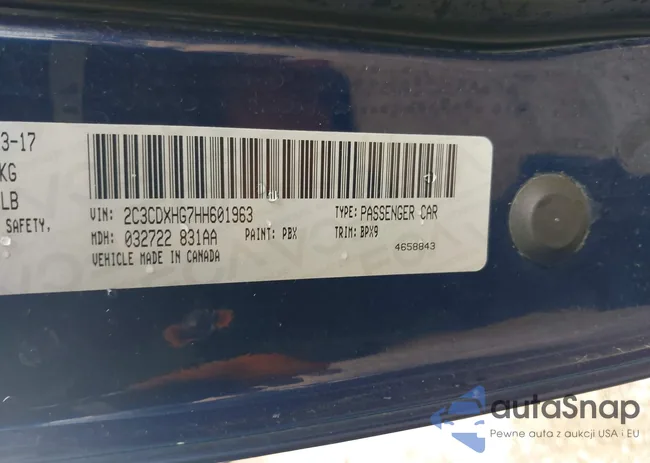 3-17
KG
LB
SAFETY,
VIN: 2C3CDXHG7HH601963 TYPE: PASSENGER CAR
MDH: 032722 831AA PAINT: PBX TRIM: BPX9
VEHICLE MADE IN CANADA 4658843
autaSnap
Pewne auta z aukcji USA i EU